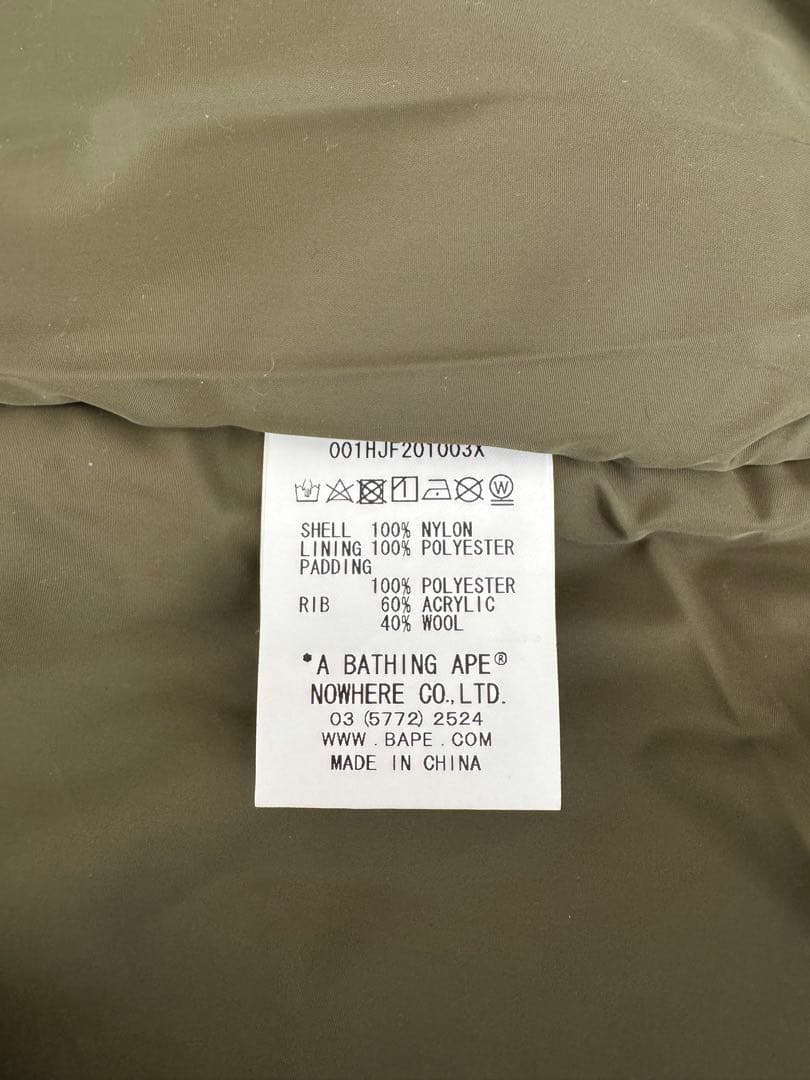 001HJF201003X
W
SHELL 100% NYLON
LINING 100% POLYESTER
PADDING
100% POLYESTER
RIB 60% ACRYLIC
40% WOOL
*A BATHING APE®
NOWHERE CO.,LTD.
03 (5772) 2524
WWW.BAPE.COM
MADE IN CHINA